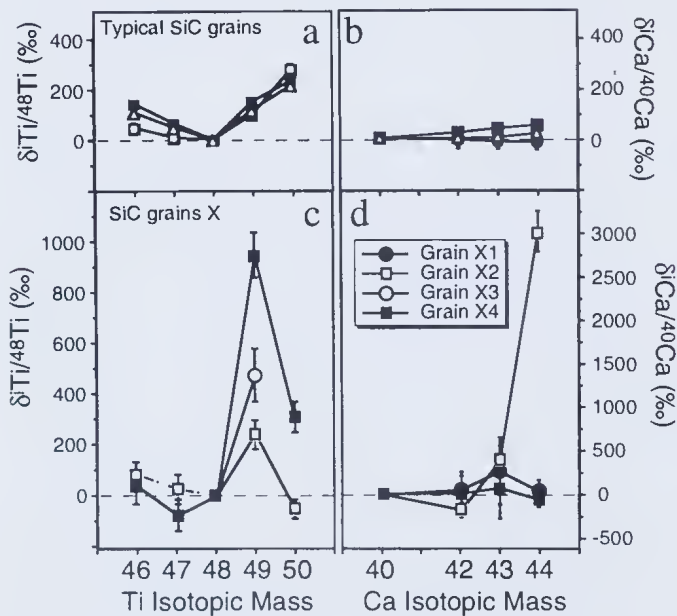 Typical SiC grains
a
b
400
200
0
δⁱTi/⁴⁸Ti (‰)
400
200
0
δⁱCa/⁴⁰Ca (‰)
SiC grains X
c
d
1000
800
600
400
200
0
δⁱTi/⁴⁸Ti (‰)
Grain X1
Grain X2
Grain X3
Grain X4
3000
2500
2000
1500
1000
500
0
-500
δⁱCa/⁴⁰Ca (‰)
46 47 48 49 50
40 42 43 44
Ti Isotopic Mass
Ca Isotopic Mass